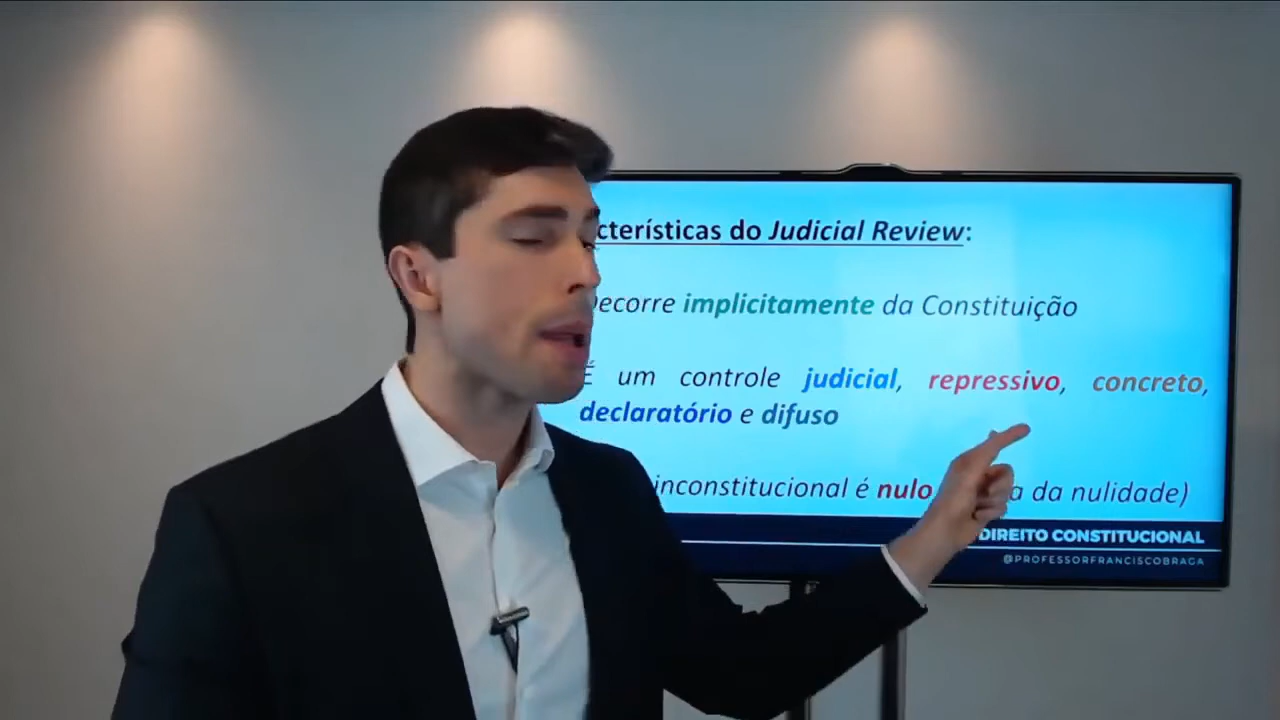 cterísticas do Judicial Review:
ecorre implicitamente da Constituição
É um controle judicial, repressivo, concreto,
declaratório e difuso
inconstitucional é nulo a da nulidade)
DIREITO CONSTITUCIONAL
@PROFESSORFRANCISCOBRAGA